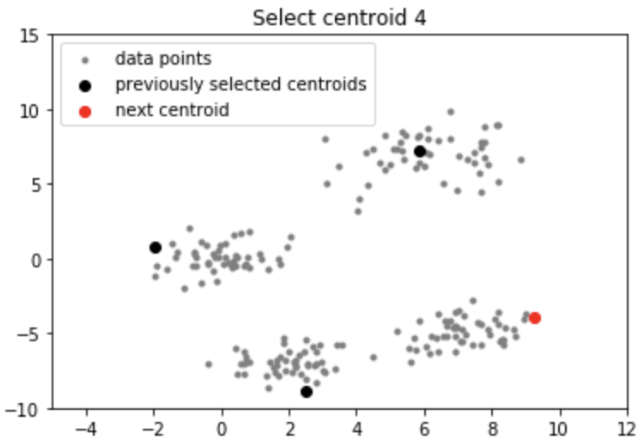 Select centroid 4
15
data points
previously selected centroids
next centroid
10
5
0
−5
−10
−4 −2 0 2 4 6 8 10 12